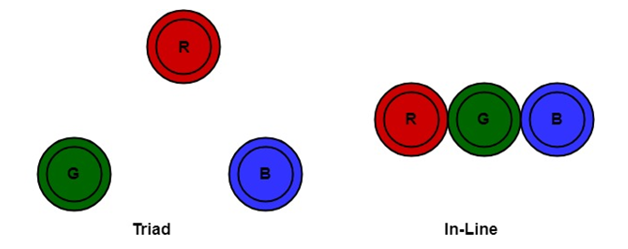 R
R G B
G B
Triad In-Line